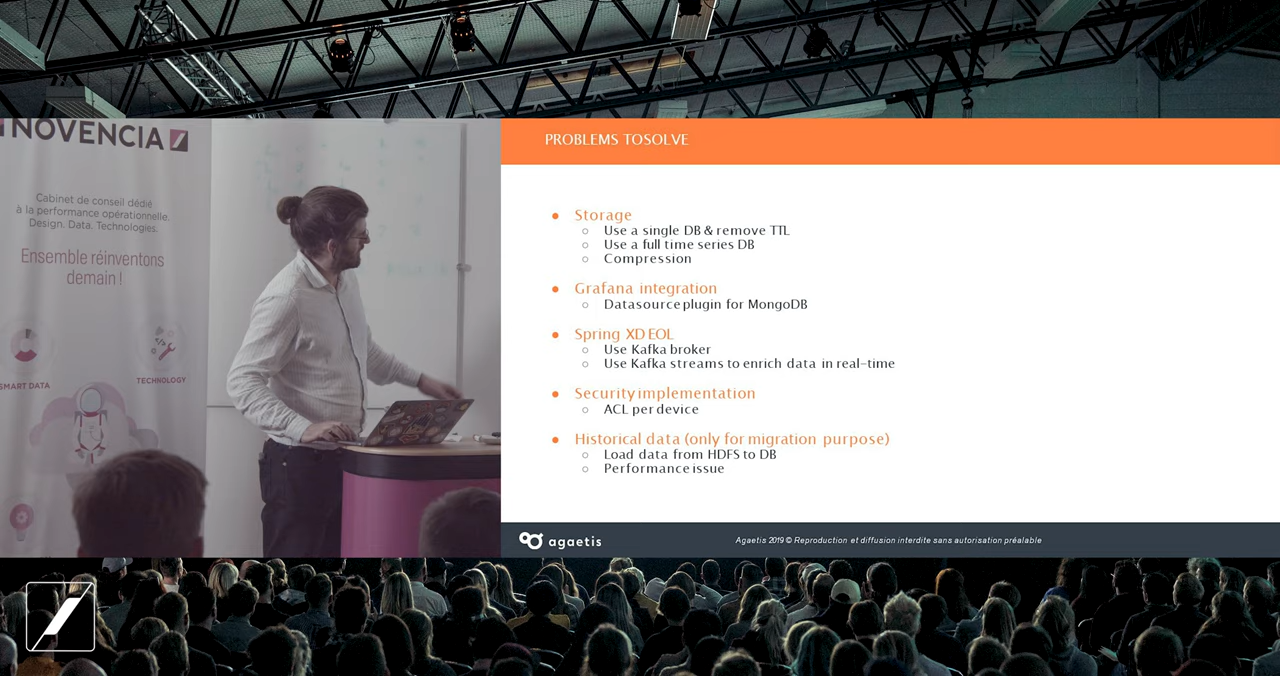 NOVENCIA
Cabinet de conseil dédié
à la performance opérationnelle.
Design. Data. Technologies.
Ensemble réinventons
demain !
SMART DATA
TECHNOLOGY
PROBLEMS TOSOLVE
● Storage
○ Use a single DB & remove TTL
○ Use a full time series DB
○ Compression
● Grafana integration
○ Datasource plugin for MongoDB
● Spring XD EOL
○ Use Kafka broker
○ Use Kafka streams to enrich data in real-time
● Security implementation
○ ACL per device
● Historical data (only for migration purpose)
○ Load data from HDFS to DB
○ Performance issue
agaetis
Agaetis 2019 © Reproduction et diffusion interdite sans autorisation préalable